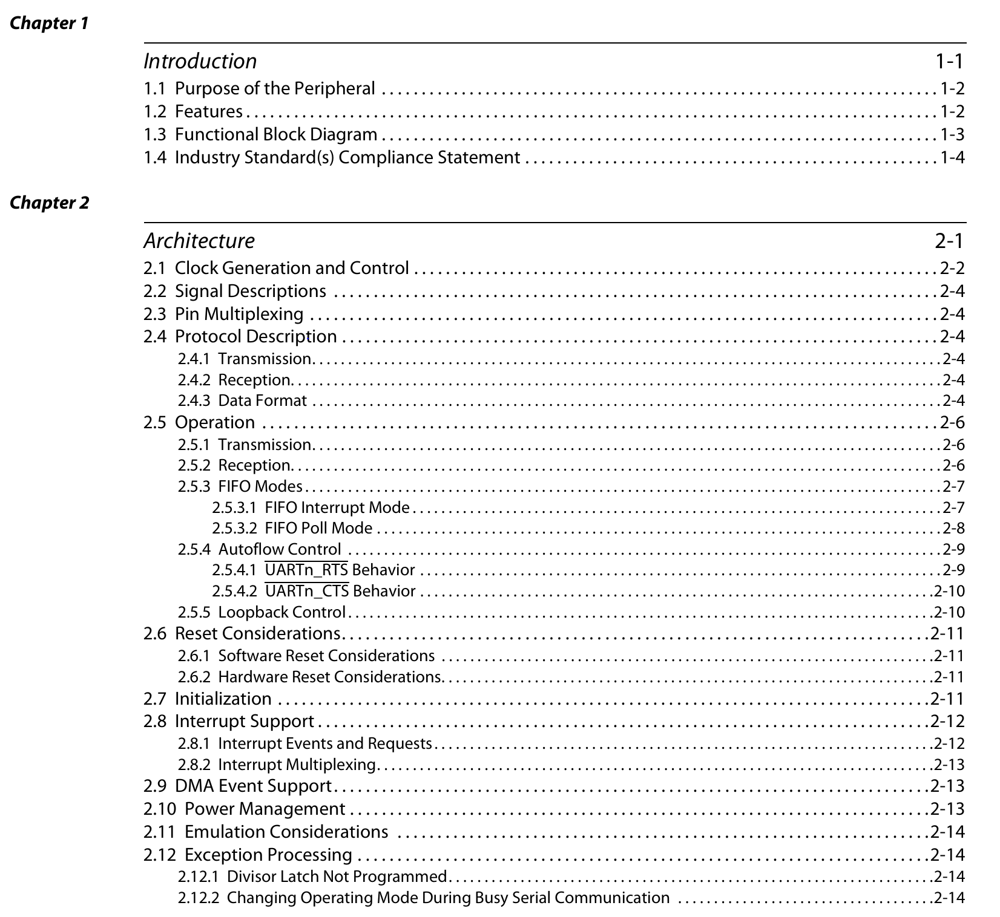 Chapter 1
Introduction 1-1
1.1 Purpose of the Peripheral . . . . . . . . . . . . . . . . . . . . 1-2
1.2 Features . . . . . . . . . . . . . . . . . . . . 1-2
1.3 Functional Block Diagram . . . . . . . . . . . . . . . . . . . . 1-3
1.4 Industry Standard(s) Compliance Statement . . . . . . . . . . . . . . . . . . . . 1-4
Chapter 2
Architecture 2-1
2.1 Clock Generation and Control . . . . . . . . . . . . . . . . . . . . 2-2
2.2 Signal Descriptions . . . . . . . . . . . . . . . . . . . . 2-4
2.3 Pin Multiplexing . . . . . . . . . . . . . . . . . . . . 2-4
2.4 Protocol Description . . . . . . . . . . . . . . . . . . . . 2-4
2.4.1 Transmission. . . . . . . . . . . . . . . . . . . . 2-4
2.4.2 Reception. . . . . . . . . . . . . . . . . . . . 2-4
2.4.3 Data Format . . . . . . . . . . . . . . . . . . . . 2-4
2.5 Operation . . . . . . . . . . . . . . . . . . . . 2-6
2.5.1 Transmission. . . . . . . . . . . . . . . . . . . . 2-6
2.5.2 Reception. . . . . . . . . . . . . . . . . . . . 2-6
2.5.3 FIFO Modes . . . . . . . . . . . . . . . . . . . . 2-7
2.5.3.1 FIFO Interrupt Mode . . . . . . . . . . . . . . . . . . . . 2-7
2.5.3.2 FIFO Poll Mode . . . . . . . . . . . . . . . . . . . . 2-8
2.5.4 Autoflow Control . . . . . . . . . . . . . . . . . . . . 2-9
2.5.4.1 UARTn_RTS Behavior . . . . . . . . . . . . . . . . . . . . 2-9
2.5.4.2 UARTn_CTS Behavior . . . . . . . . . . . . . . . . . . . . 2-10
2.5.5 Loopback Control . . . . . . . . . . . . . . . . . . . . 2-10
2.6 Reset Considerations. . . . . . . . . . . . . . . . . . . . 2-11
2.6.1 Software Reset Considerations . . . . . . . . . . . . . . . . . . . . 2-11
2.6.2 Hardware Reset Considerations. . . . . . . . . . . . . . . . . . . . 2-11
2.7 Initialization . . . . . . . . . . . . . . . . . . . . 2-11
2.8 Interrupt Support . . . . . . . . . . . . . . . . . . . . 2-12
2.8.1 Interrupt Events and Requests . . . . . . . . . . . . . . . . . . . . 2-12
2.8.2 Interrupt Multiplexing. . . . . . . . . . . . . . . . . . . . 2-13
2.9 DMA Event Support . . . . . . . . . . . . . . . . . . . . 2-13
2.10 Power Management . . . . . . . . . . . . . . . . . . . . 2-13
2.11 Emulation Considerations . . . . . . . . . . . . . . . . . . . . 2-14
2.12 Exception Processing . . . . . . . . . . . . . . . . . . . . 2-14
2.12.1 Divisor Latch Not Programmed. . . . . . . . . . . . . . . . . . . . 2-14
2.12.2 Changing Operating Mode During Busy Serial Communication . . . . . . . . . . . . . . . . . . . . 2-14